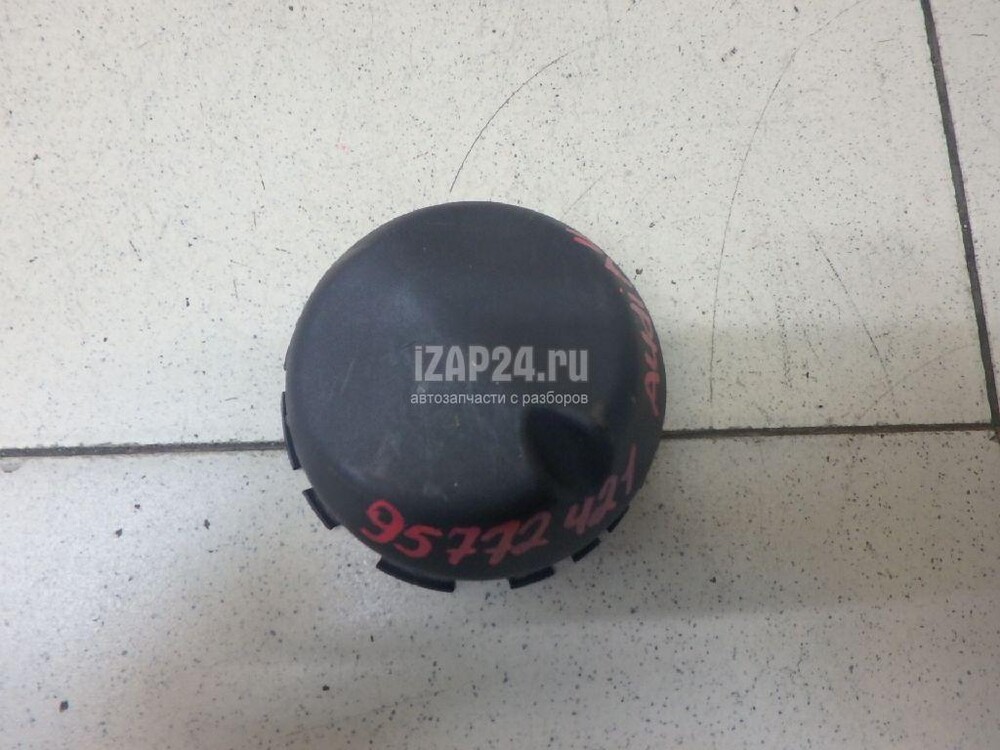 iZAP24.ru
автозапчасти с разборов
95772421